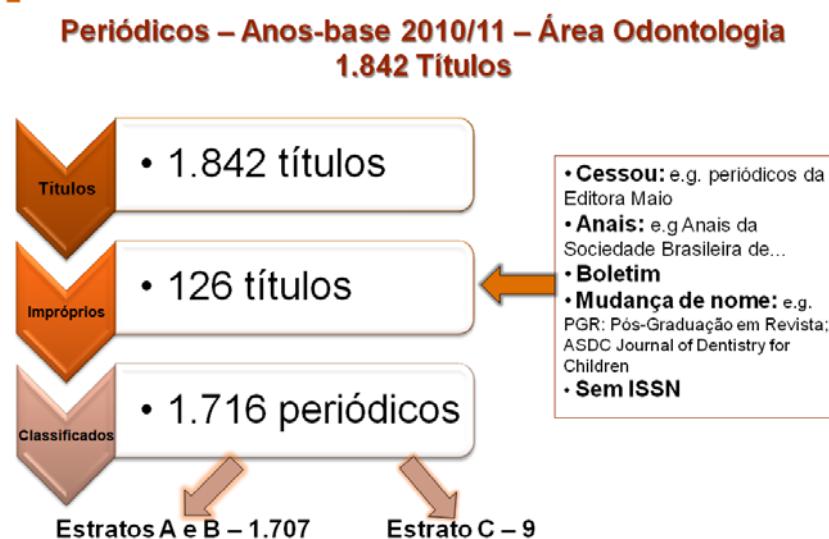 Periódicos – Anos-base 2010/11 – Área Odontologia
1.842 Títulos
Títulos
• 1.842 títulos
Impróprios
• 126 títulos
Classificados
• 1.716 periódicos
• Cessou: e.g. periódicos da
Editora Maio
• Anais: e.g Anais da
Sociedade Brasileira de...
• Boletim
• Mudança de nome: e.g.
PGR: Pós-Graduação em Revista;
ASDC Journal of Dentistry for
Children
• Sem ISSN
Estratos A e B – 1.707
Estrato C – 9